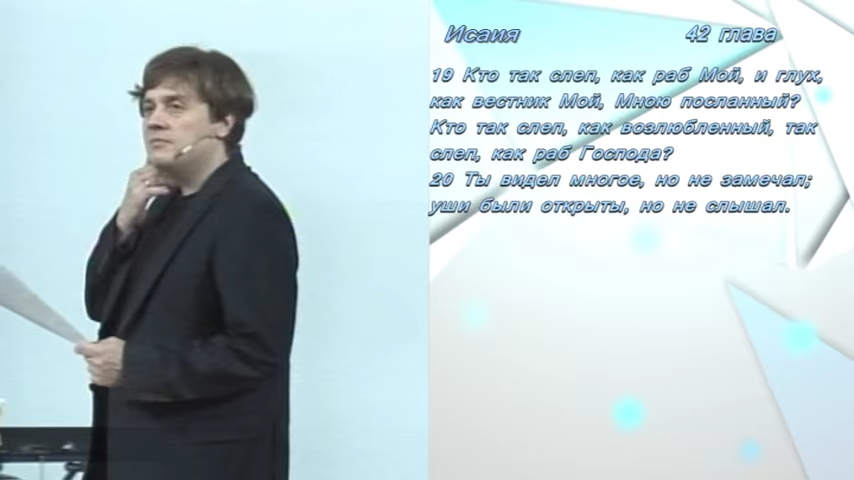 Исаия 42 глава
19 Кто так слеп, как раб Мой, и глух,
как вестник Мой, Мною посланный?
Кто так слеп, как возлюбленный, так
слеп, как раб Господа?
20 Ты видел многое, но не замечал;
уши были открыты, но не слышал.